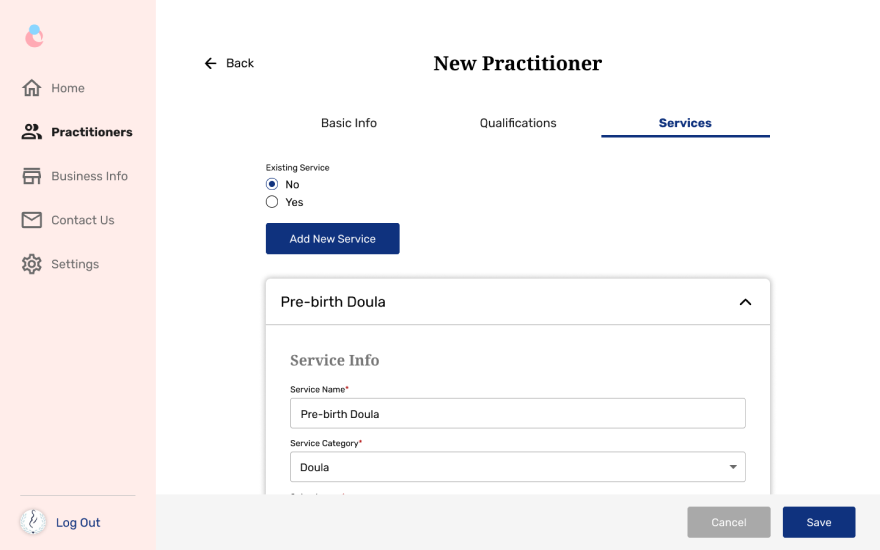 Home
Practitioners
Business Info
Contact Us
Settings
Log Out
Back
New Practitioner
Basic Info
Qualifications
Services
Existing Service
No
Yes
Add New Service
Pre-birth Doula
Service Info
Service Name*
Pre-birth Doula
Service Category*
Doula
Cancel
Save